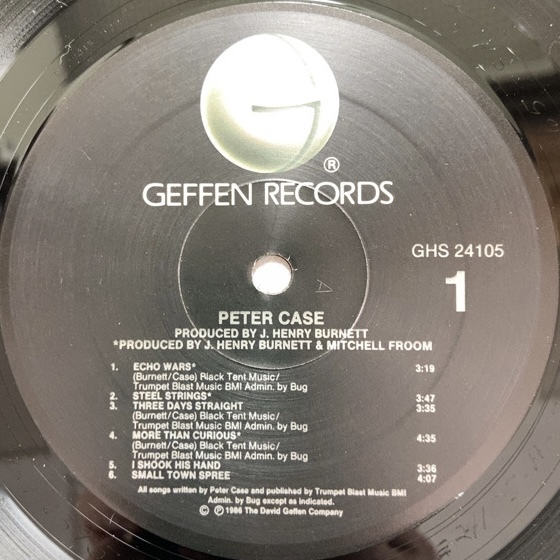 ®
GEFFEN RECORDS
GHS 24105
1
PETER CASE
PRODUCED BY J. HENRY BURNETT
*PRODUCED BY J. HENRY BURNETT & MITCHELL FROOM
1. ECHO WARS* 3:19
(Burnett/Case) Black Tent Music/
Trumpet Blast Music BMI Admin. by Bug
2. STEEL STRINGS* 3:47
3. THREE DAYS STRAIGHT 3:35
(Burnett/Case) Black Tent Music/
Trumpet Blast Music BMI Admin. by Bug
4. MORE THAN CURIOUS* 4:35
(Burnett/Case) Black Tent Music/
Trumpet Blast Music BMI Admin. by Bug
5. I SHOOK HIS HAND 3:36
6. SMALL TOWN SPREE 4:07
All songs written by Peter Case and published by Trumpet Blast Music BMI
Admin. by Bug except as indicated.
© ℗ 1986 The David Geffen Company